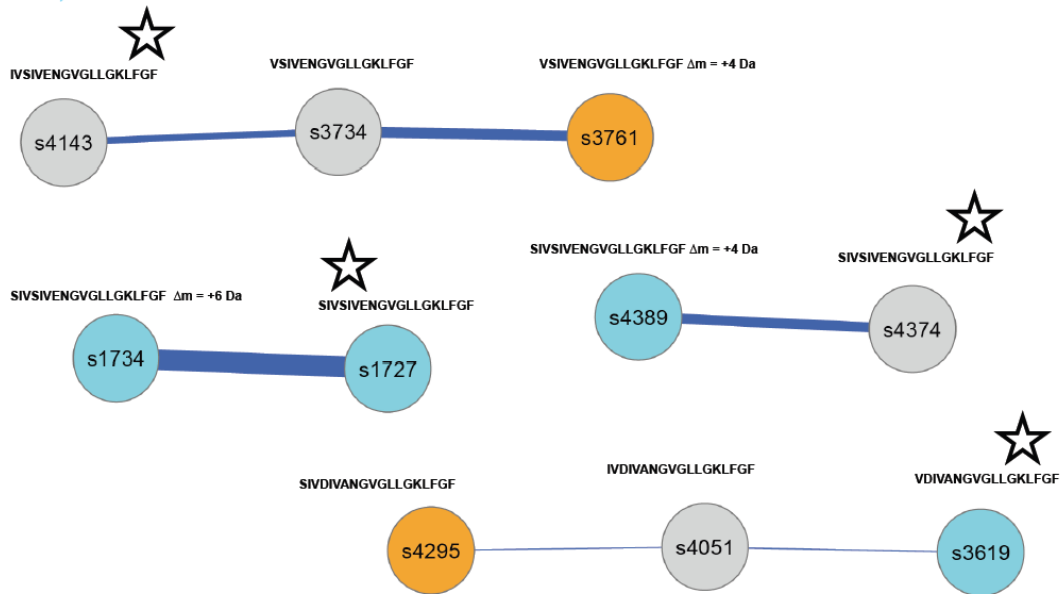 IVSIVENGVGLLGKLFGF
VSIVENGVGLLGKLFGF
VSIVENGVGLLGKLFGF Δm = +4 Da
s4143
s3734
s3761
SIVSIVENGVGLLGKLFGF Δm = +4 Da
SIVSIVENGVGLLGKLFGF
SIVSIVENGVGLLGKLFGF Δm = +6 Da
SIVSIVENGVGLLGKLFGF
s4389
s4374
s1734
s1727
SIVDIVANGVGLLGKLFGF
IVDIVANGVGLLGKLFGF
VDIVANGVGLLGKLFGF
s4295
s4051
s3619